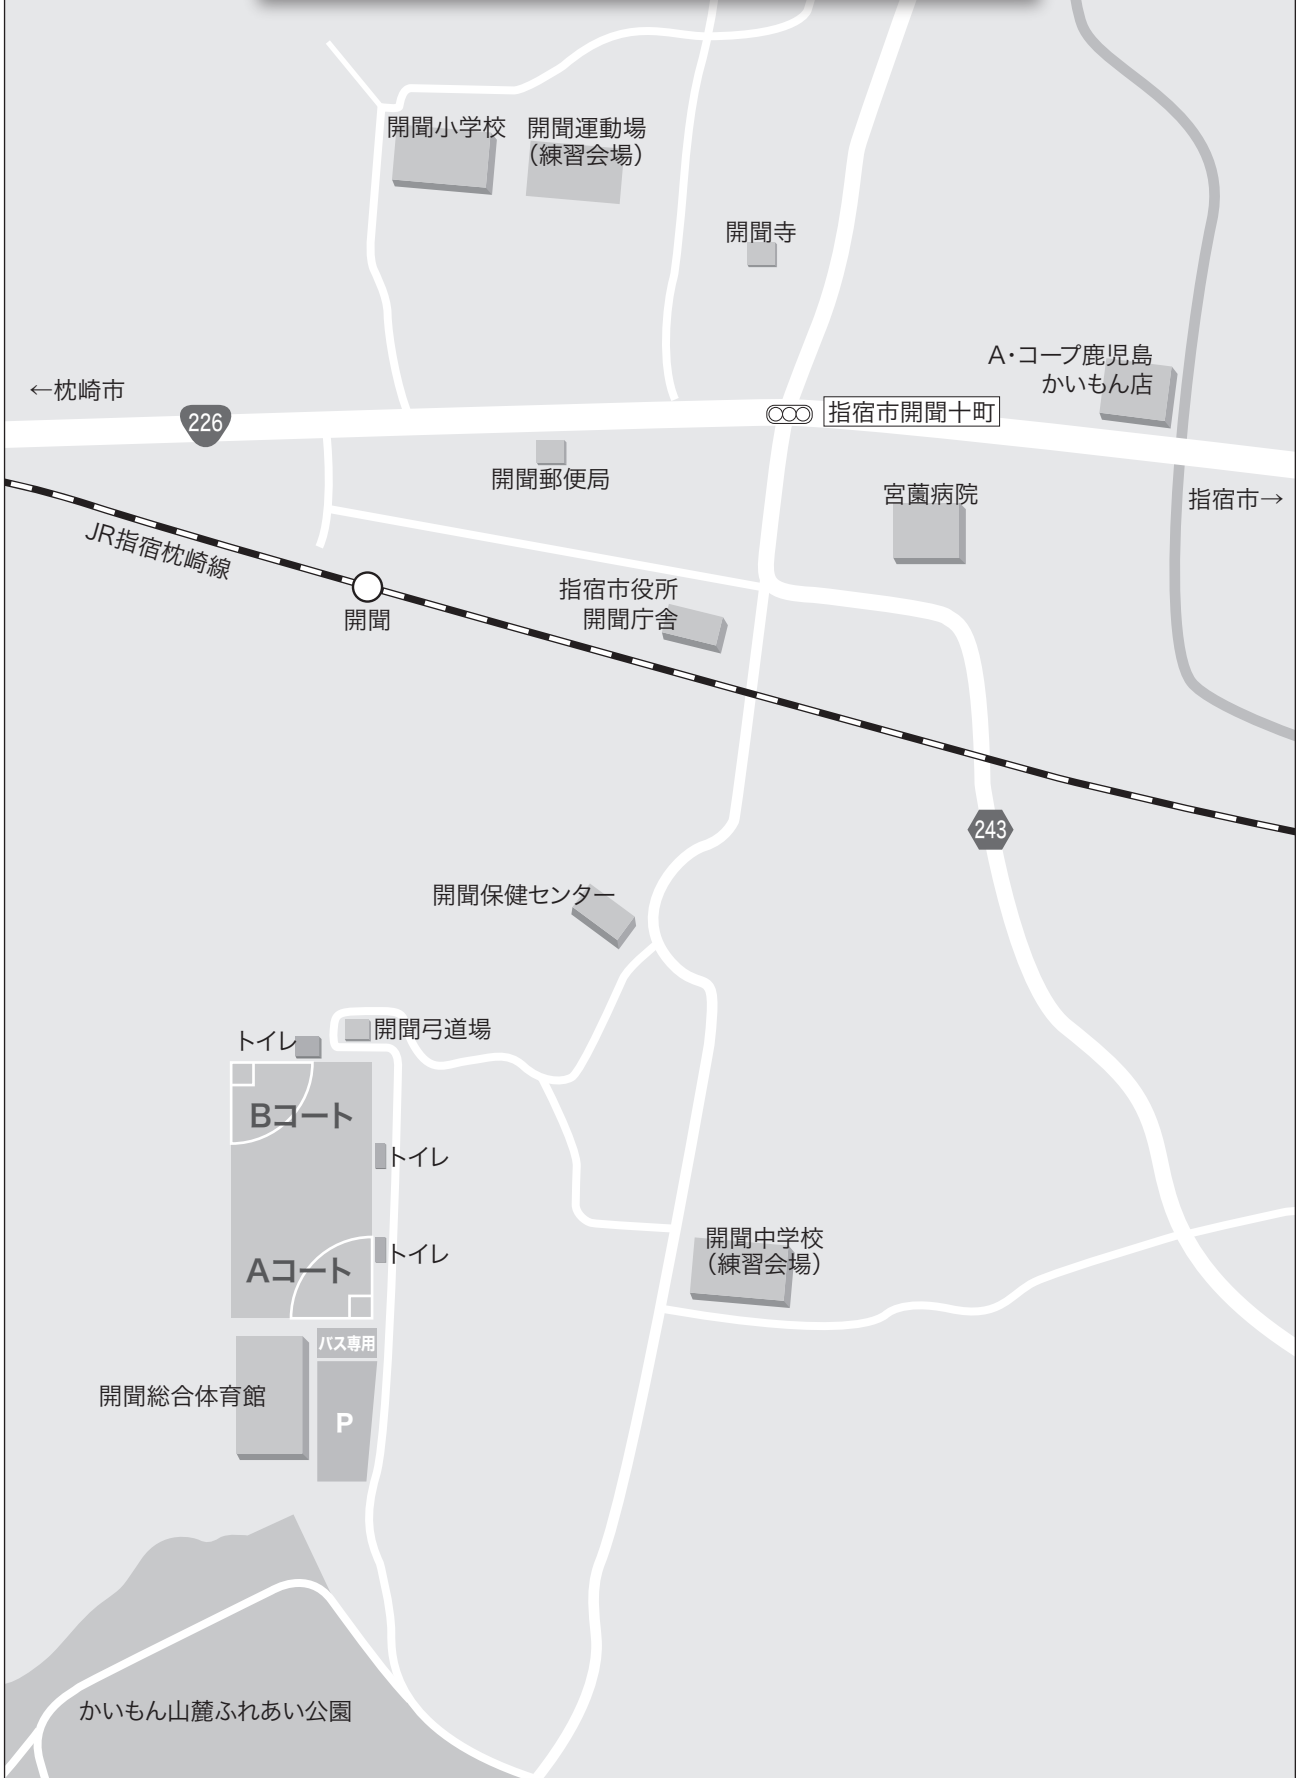 開聞小学校
開聞運動場
（練習会場）
開聞寺
A・コープ鹿児島
かいもん店
←枕崎市
226
指宿市開聞十町
開聞郵便局
宮薗病院
指宿市→
JR指宿枕崎線
開聞
指宿市役所
開聞庁舎
243
開聞保健センター
開聞弓道場
トイレ
Bコート
トイレ
トイレ
Aコート
開聞中学校
（練習会場）
バス専用
開聞総合体育館
P
かいもん山麓ふれあい公園